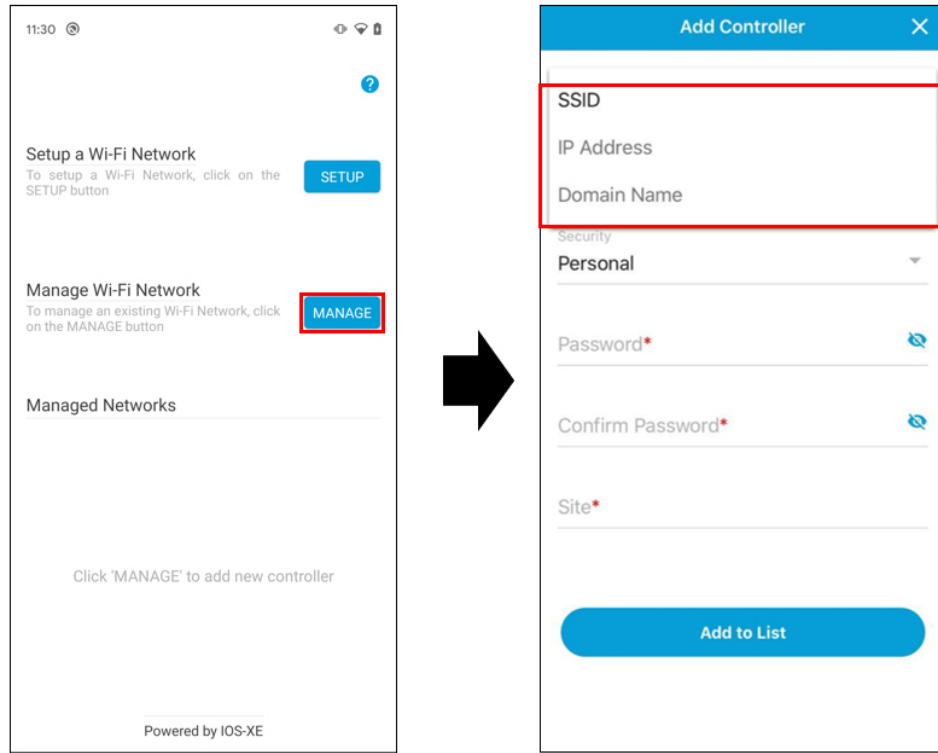 11:30
?
Setup a Wi-Fi Network
To setup a Wi-Fi Network, click on the
SETUP button
SETUP
Manage Wi-Fi Network
To manage an existing Wi-Fi Network, click
on the MANAGE button
MANAGE
Managed Networks
Click 'MANAGE' to add new controller
Powered by IOS-XE
Add Controller
SSID
IP Address
Domain Name
Security
Personal
Password*
Confirm Password*
Site*
Add to List